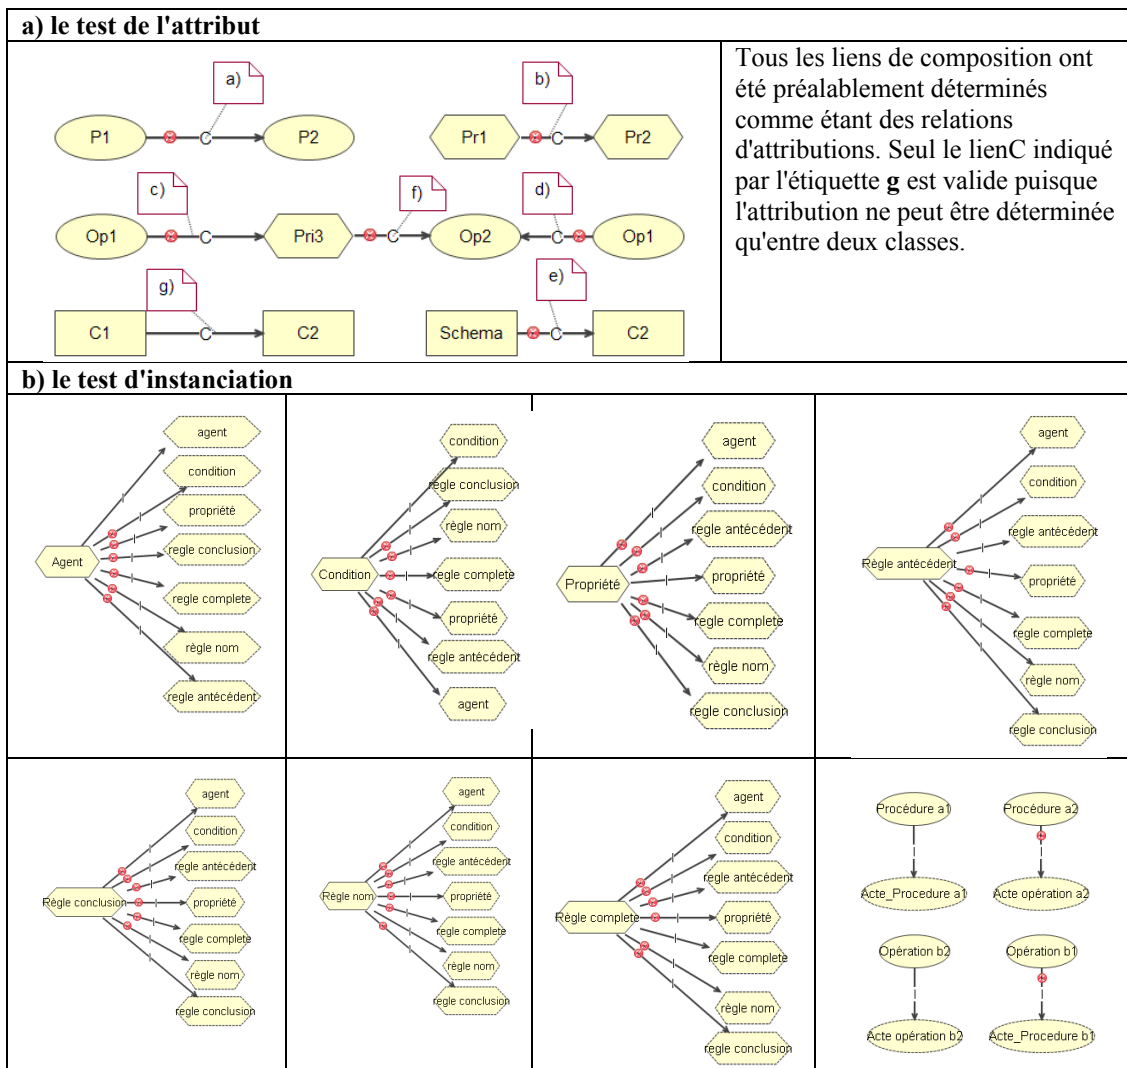 a) le test de l'attribut
a)
b)
P1
C
P2
Pr1
C
Pr2
c)
f)
d)
Op1
C
Pri3
C
Op2
C
Op1
g)
e)
C1
C
C2
Schema
C
C2
Tous les liens de composition ont
été préalablement déterminés
comme étant des relations
d'attributions. Seul le lienC indiqué
par l'étiquette g est valide puisque
l'attribution ne peut être déterminée
qu'entre deux classes.
b) le test d'instanciation
Agent
agent
condition
propriété
regle conclusion
regle complete
règle nom
regle antécédent
Condition
condition
regle conclusion
règle nom
regle complete
propriété
regle antécédent
agent
Propriété
agent
condition
regle antécédent
propriété
regle complete
règle nom
regle conclusion
Règle antécédent
agent
condition
regle antécédent
propriété
regle complete
règle nom
regle conclusion
Règle conclusion
agent
condition
regle antécédent
propriété
regle complete
règle nom
regle conclusion
Règle nom
agent
condition
regle antécédent
propriété
regle complete
règle nom
regle conclusion
Règle complete
agent
condition
regle antécédent
propriété
regle complete
règle nom
regle conclusion
Procédure a1
Procédure a2
Acte_Procedure a1
Acte opération a2
Opération b2
Opération b1
Acte opération b2
Acte_Procedure b1